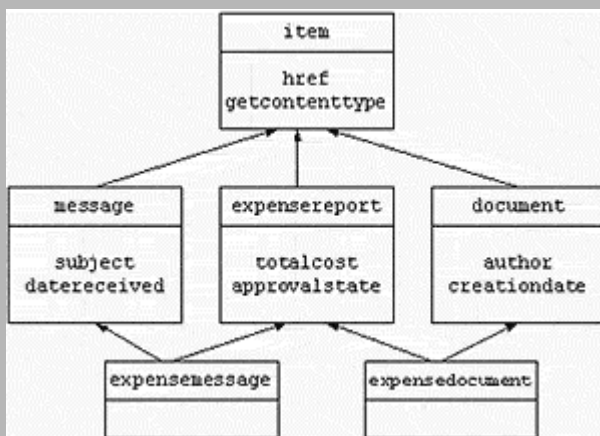 item
href
getcontenttype
message
expensereport
document
subject
datereceived
totalcost
approvalstate
author
creationdate
expensemessage
expensedocument